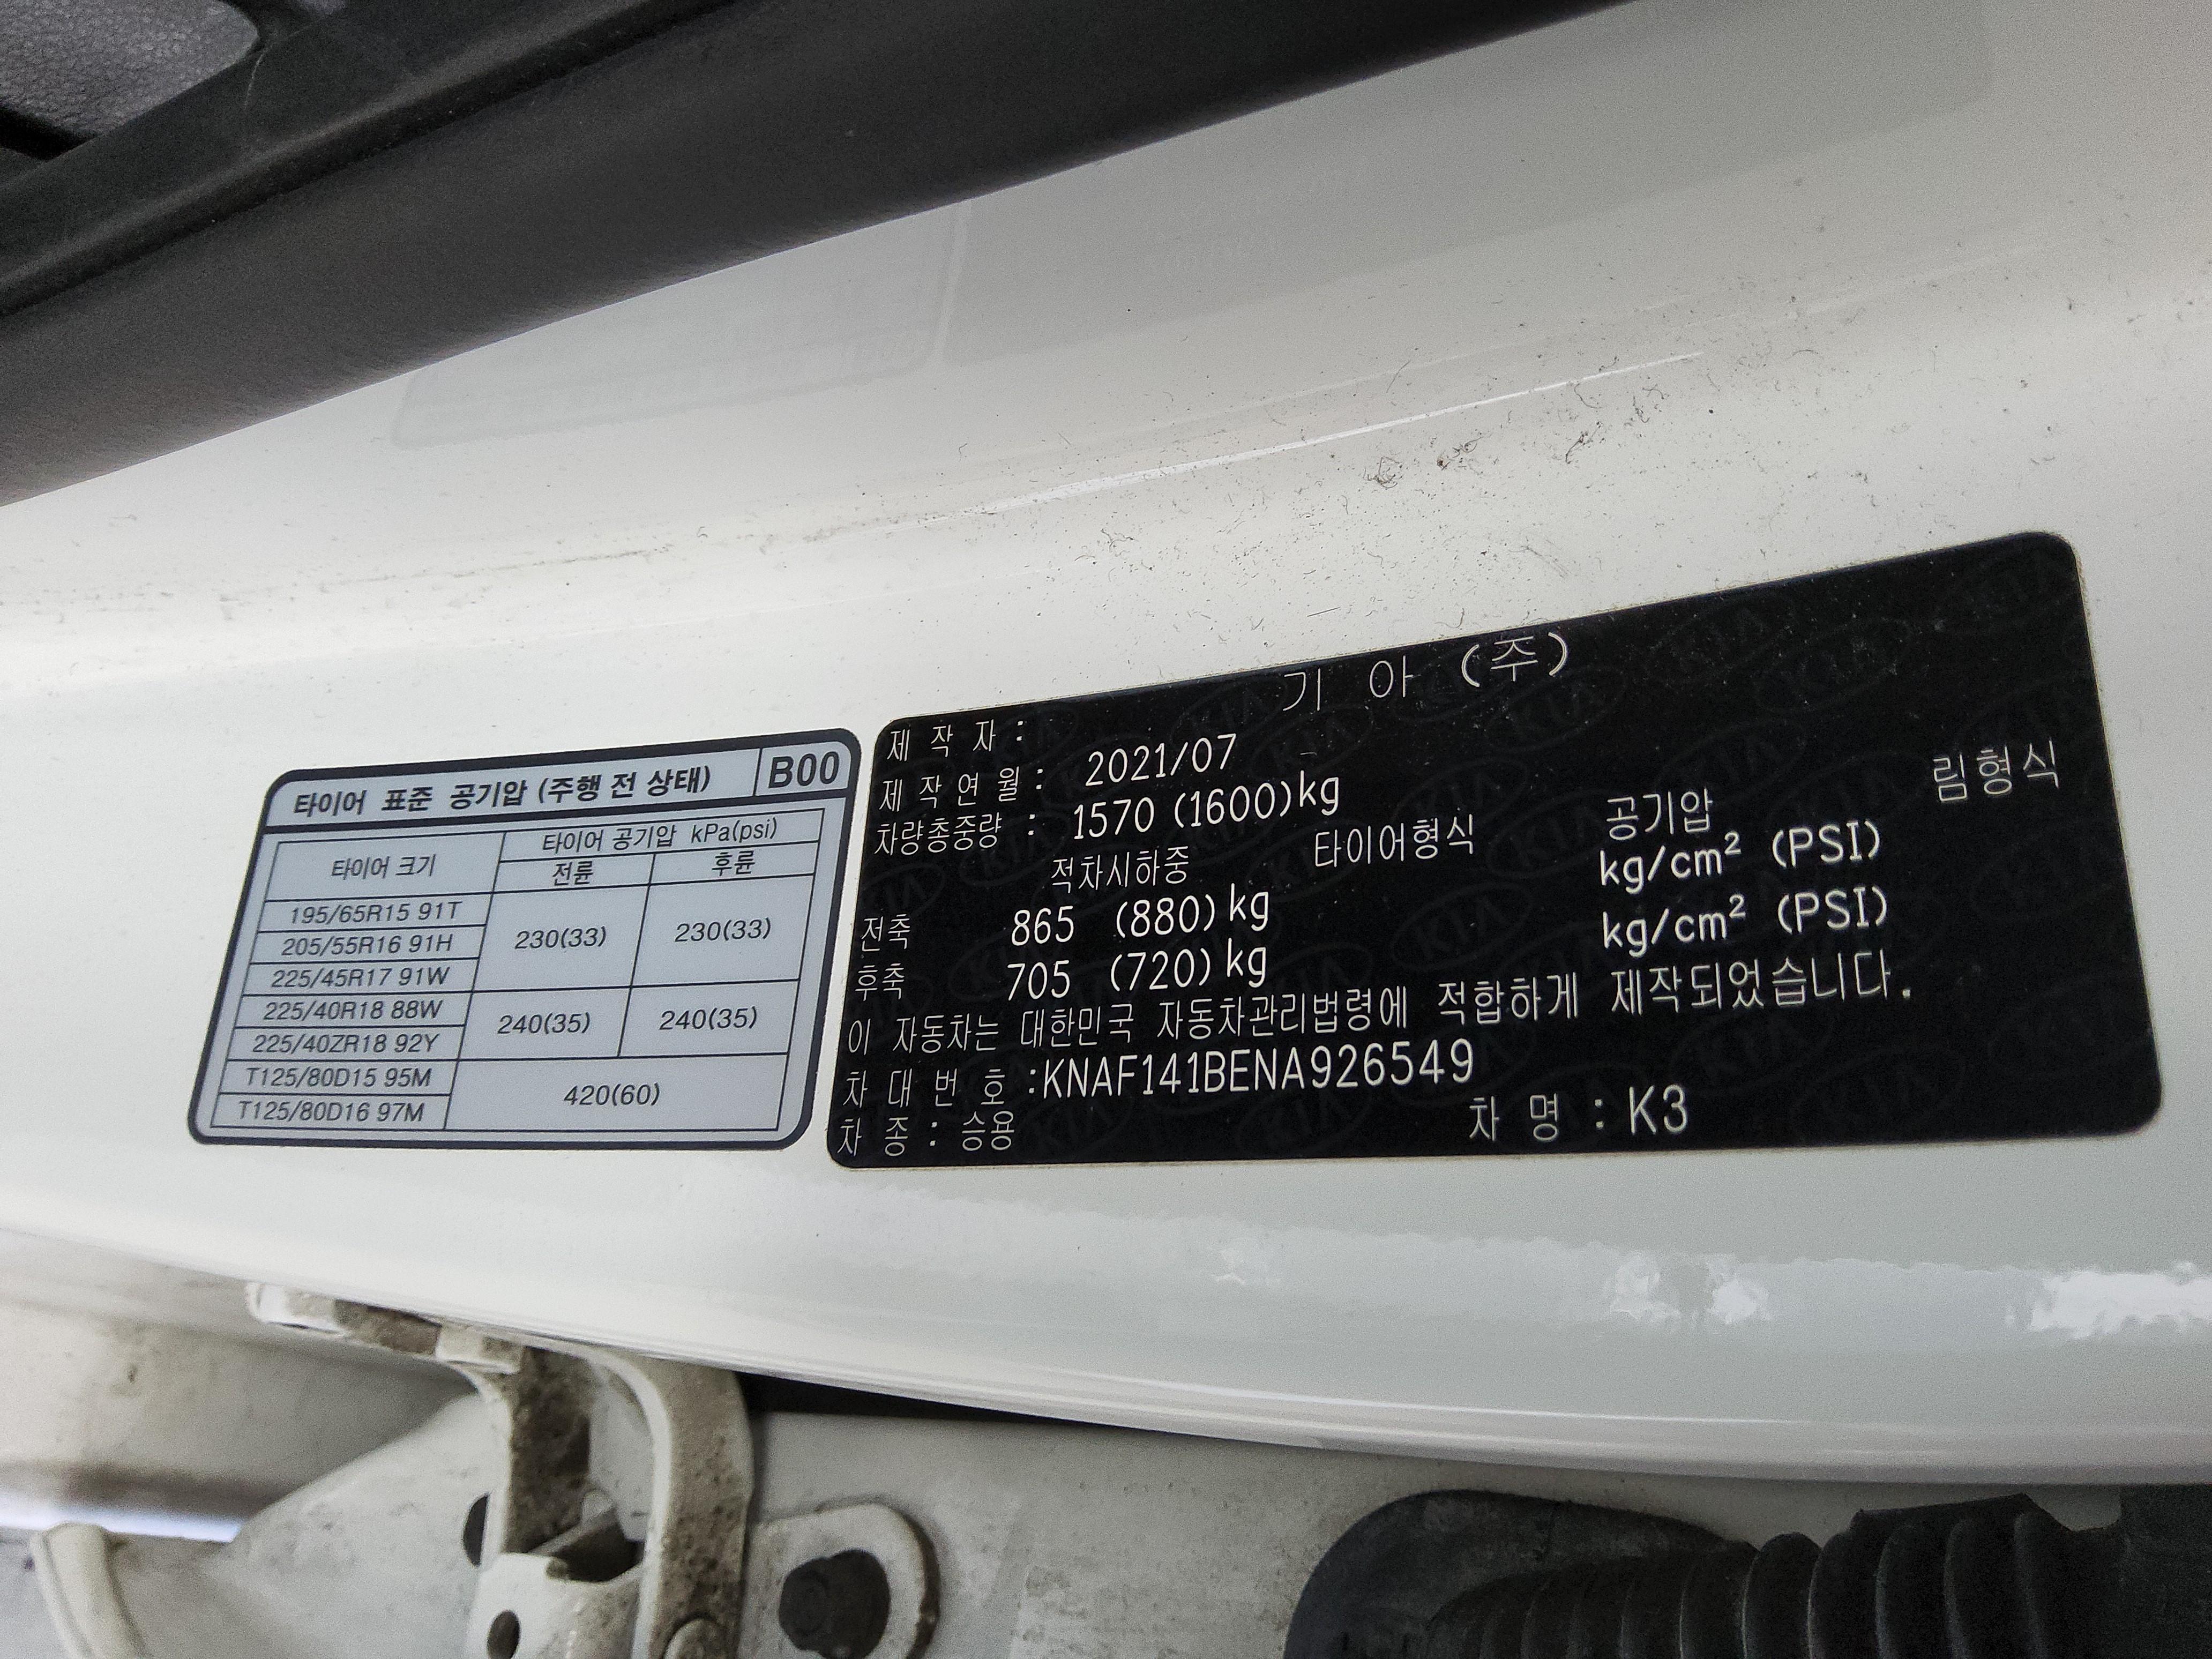 타이어 표준 공기압 (주행 전 상태) B00
타이어 크기 타이어 공기압 kPa(psi)
전륜 후륜
195/65R15 91T
205/55R16 91H 230(33) 230(33)
225/45R17 91W
225/40R18 88W 240(35) 240(35)
225/40ZR18 92Y
T125/80D15 95M 420(60)
T125/80D16 97M
제 작 자 : 기 아 (주)
제 작 연 월 : 2021/07
차량총중량 : 1570 (1600)kg
적차시하중 타이어형식 공기압 림형식
전축 865 (880)kg kg/cm² (PSI)
후축 705 (720)kg kg/cm² (PSI)
이 자동차는 대한민국 자동차관리법령에 적합하게 제작되었습니다.
차 대 번 호 :KNAF141BENA926549
차 종 : 승용 차 명 : K3